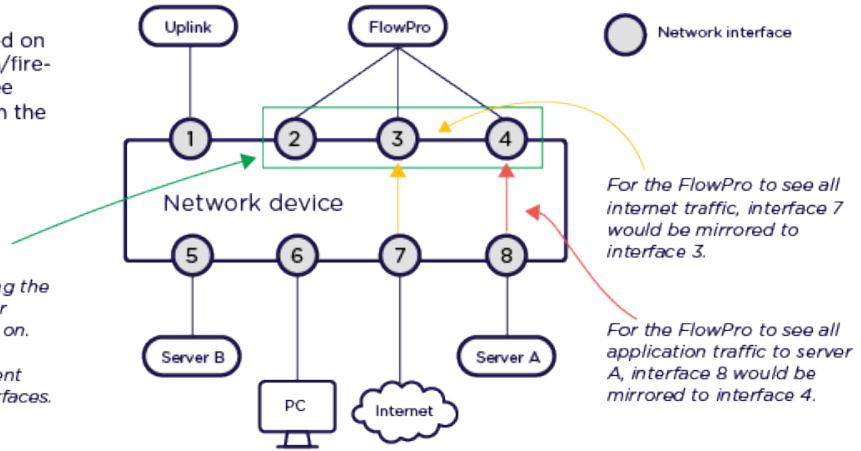 Uplink
FlowPro
Network interface
ed on
/fire-
ee
n the
1
2
3
4
Network device
For the FlowPro to see all
internet traffic, interface 7
would be mirrored to
interface 3.
5
6
7
8
ng the
r
on.
ent
rfaces.
Server B
PC
Internet
Server A
For the FlowPro to see all
application traffic to server
A, interface 8 would be
mirrored to interface 4.